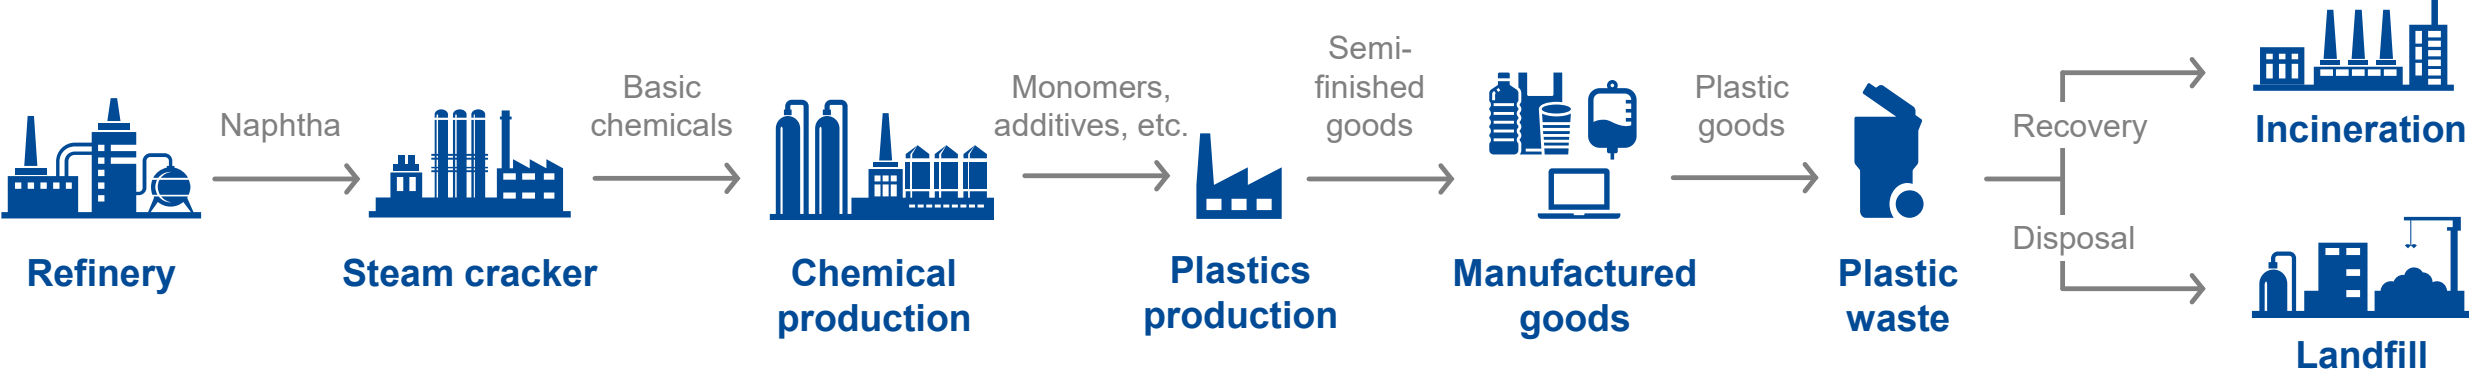 Refinery
Naphtha
Steam cracker
Basic
chemicals
Chemical
production
Monomers,
additives, etc.
Plastics
production
Semi-
finished
goods
Manufactured
goods
Plastic
goods
Plastic
waste
Recovery
Incineration
Disposal
Landfill